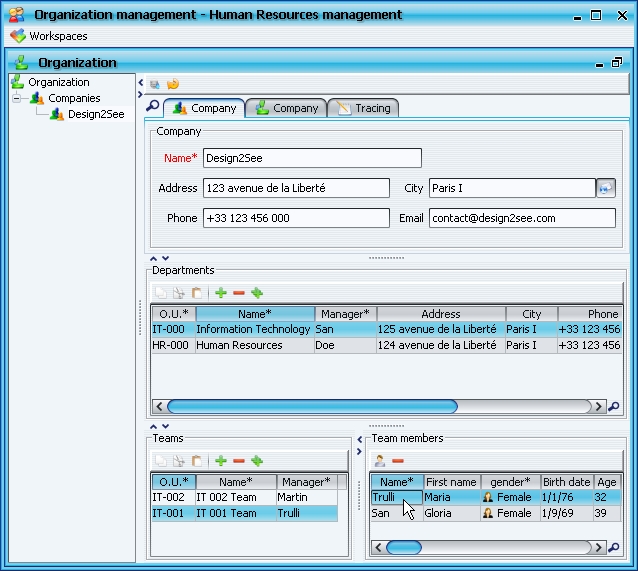 Organization management - Human Resources management
Workspaces
Organization
Organization
Companies
Design2See
Company Company Tracing
Company
Name* Design2See
Address 123 avenue de la Liberté City Paris I
Phone +33 123 456 000 Email contact@design2see.com
Departments
O.U.* Name* Manager* Address City Phone
IT-000 Information Technology San 125 avenue de la Liberté Paris I +33 123 456
HR-000 Human Resources Doe 124 avenue de la Liberté Paris I +33 123 456
Teams
O.U.* Name* Manager*
IT-002 IT 002 Team Martin
IT-001 IT 001 Team Trulli
Team members
Name* First name gender* Birth date Age
Trulli Maria Female 1/1/76 32
San Gloria Female 1/9/69 39